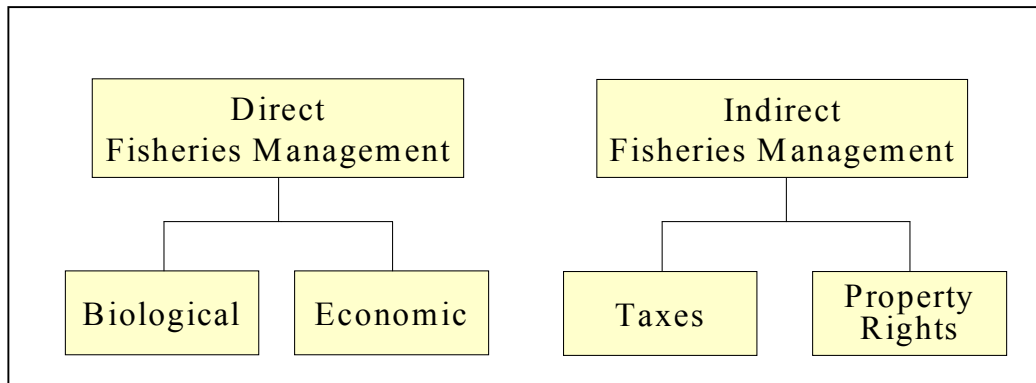 Direct
Fisheries Management
Indirect
Fisheries Management
Biological
Economic
Taxes
Property
Rights